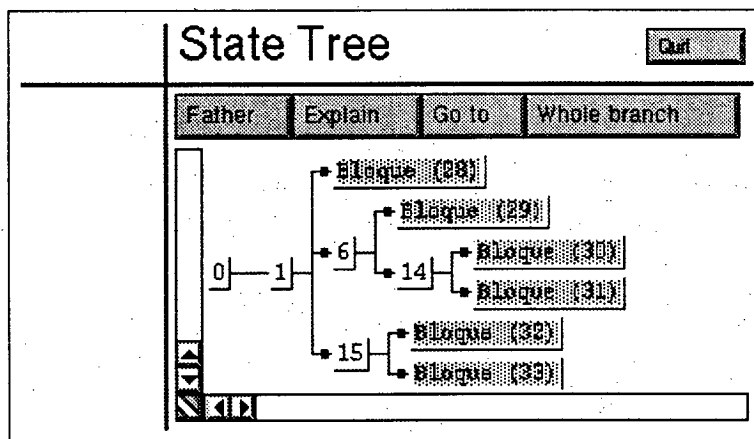 State Tree
Quit
Father Explain Go to Whole branch
Bloque (28)
Bloque (29)
6
Bloque (30)
0 1 14
Bloque (31)
Bloque (32)
15
Bloque (33)